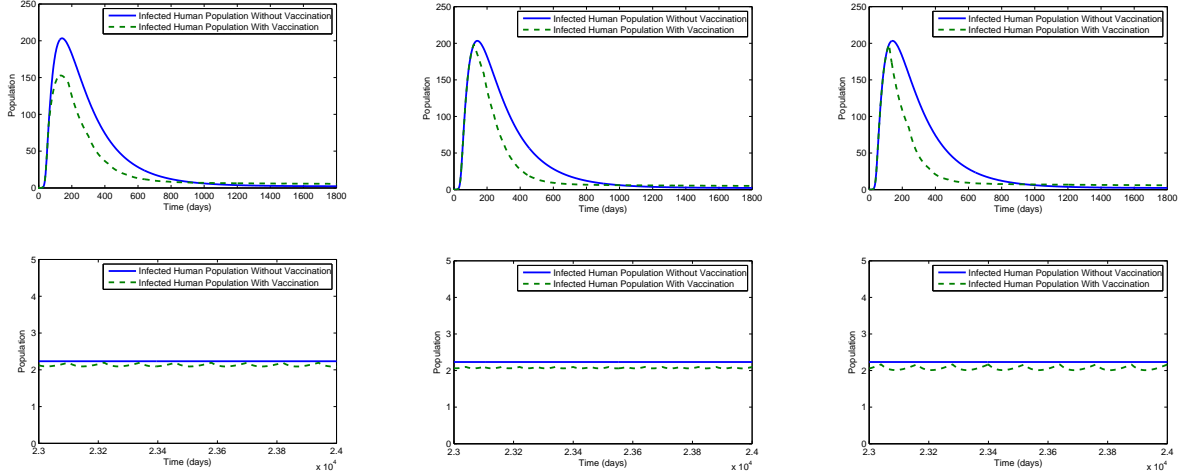 250
200
150
100
50
0
Population
Infected Human Population Without Vaccination
Infected Human Population With Vaccination
0 200 400 600 800 1000 1200 1400 1600 1800
Time (days)
250
200
150
100
50
0
Population
Infected Human Population Without Vaccination
Infected Human Population With Vaccination
0 200 400 600 800 1000 1200 1400 1600 1800
Time (days)
250
200
150
100
50
0
Population
Infected Human Population Without Vaccination
Infected Human Population With Vaccination
0 200 400 600 800 1000 1200 1400 1600 1800
Time (days)
5
4
3
2
1
0
Population
Infected Human Population Without Vaccination
Infected Human Population With Vaccination
2.3 2.32 2.34 2.36 2.38 2.4
Time (days)
x 10^4
5
4
3
2
1
0
Population
Infected Human Population Without Vaccination
Infected Human Population With Vaccination
2.3 2.32 2.34 2.36 2.38 2.4
Time (days)
x 10^4
5
4
3
2
1
0
Population
Infected Human Population Without Vaccination
Infected Human Population With Vaccination
2.3 2.32 2.34 2.36 2.38 2.4
Time (days)
x 10^4